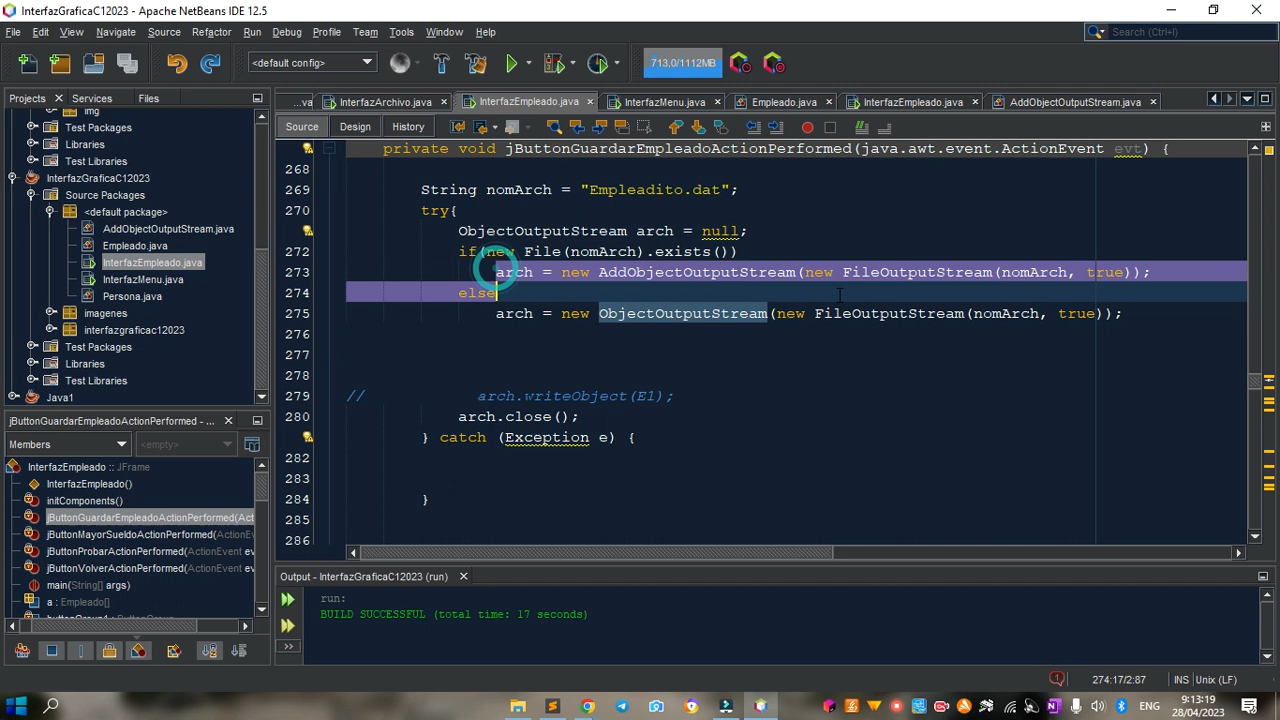 InterfazGraficaC12023 - Apache NetBeans IDE 12.5
File Edit View Navigate Source Refactor Run Debug Profile Team Tools Window Help
Search (Ctrl+I)
<default config>
713,0/1112MB
Projects Services Files
...va InterfazArchivo.java InterfazEmpleado.java InterfazMenu.java Empleado.java InterfazEmpleado.java AddObjectOutputStream.java
Source Design History
img
Test Packages
Libraries
Test Libraries
InterfazGraficaC12023
Source Packages
<default package>
AddObjectOutputStream.java
Empleado.java
InterfazEmpleado.java
InterfazMenu.java
Persona.java
imagenes
interfazgraficac12023
Test Packages
Libraries
Test Libraries
Java1
private void jButtonGuardarEmpleadoActionPerformed(java.awt.event.ActionEvent evt) {
268
269 String nomArch = "Empleadito.dat";
270 try{
ObjectOutputStream arch = null;
272 if(new File(nomArch).exists())
273 arch = new AddObjectOutputStream(new FileOutputStream(nomArch, true));
274 else
275 arch = new ObjectOutputStream(new FileOutputStream(nomArch, true));
276
277
278
279 // arch.writeObject(E1);
280 arch.close();
} catch (Exception e) {
282
283
284 }
285
286
jButtonGuardarEmpleadoActionPerformed - ...
Members <empty>
InterfazEmpleado :: JFrame
InterfazEmpleado()
initComponents()
jButtonGuardarEmpleadoActionPerformed(Act
jButtonMayorSueldoActionPerformed(ActionE
jButtonProbarActionPerformed(ActionEvent ev
jButtonVolverActionPerformed(ActionEvent ev
main(String[] args)
a : Empleado[]
Output - InterfazGraficaC12023 (run)
run:
BUILD SUCCESSFUL (total time: 17 seconds)
1 274:17/2:87 INS Unix (LF)
ENG
9:13:19
28/04/2023